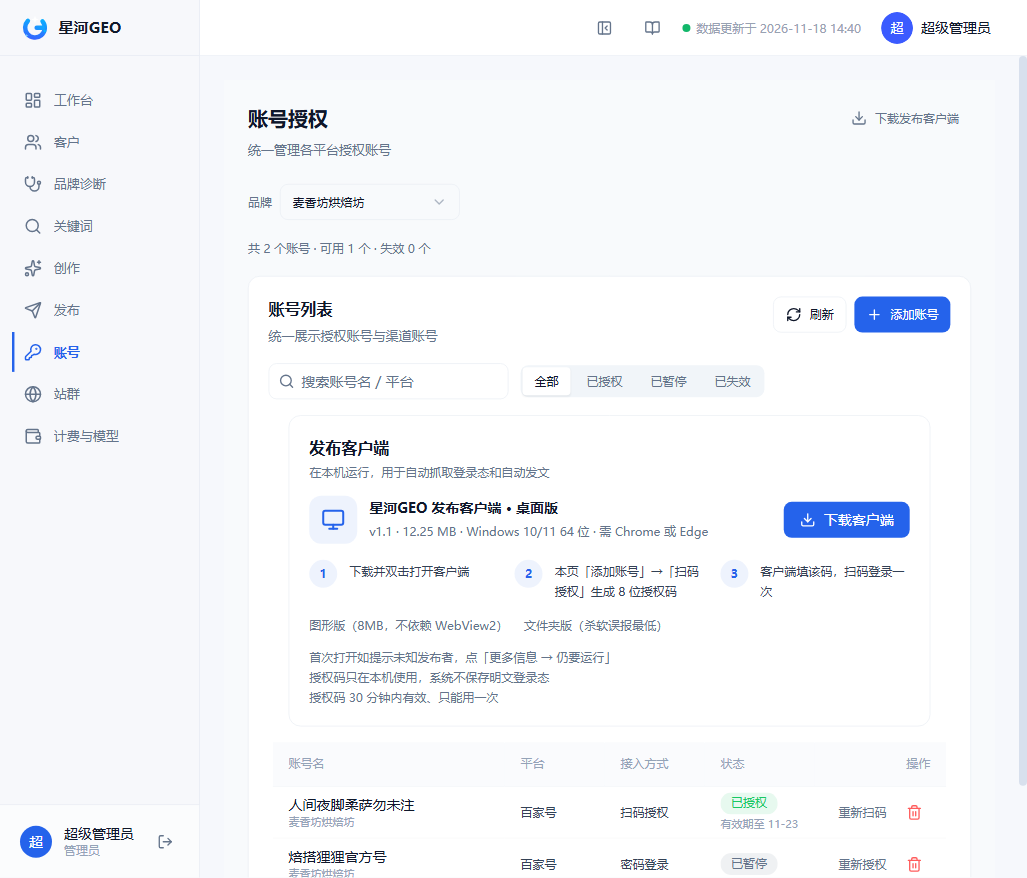 星河GEO
数据更新于 2026-11-18 14:40
超 超级管理员
工作台
客户
品牌诊断
关键词
创作
发布
账号
站群
计费与模型
超 超级管理员
管理员
账号授权
下载发布客户端
统一管理各平台授权账号
品牌 麦香坊烘焙坊
共 2 个账号 · 可用 1 个 · 失效 0 个
账号列表
统一展示授权账号与渠道账号
刷新
添加账号
搜索账号名 / 平台
全部 已授权 已暂停 已失效
发布客户端
在本机运行，用于自动抓取登录态和自动发文
星河GEO 发布客户端 • 桌面版
v1.1 · 12.25 MB · Windows 10/11 64 位 · 需 Chrome 或 Edge
下载客户端
1 下载并双击打开客户端
2 本页「添加账号」→「扫码
授权」生成 8 位授权码
3 客户端填该码，扫码登录一
次
图形版（8MB，不依赖 WebView2） 文件夹版（杀软误报最低）
首次打开如提示未知发布者，点「更多信息 → 仍要运行」
授权码只在本机使用，系统不保存明文登录态
授权码 30 分钟内有效、只能用一次
账号名 平台 接入方式 状态 操作
人间夜脚柔萨勿未注 百家号 扫码授权 已授权 重新扫码
麦香坊烘焙坊 有效期至 11-23
焙搭狸狸官方号 百家号 密码登录 已暂停 重新授权
麦香坊烘焙坊